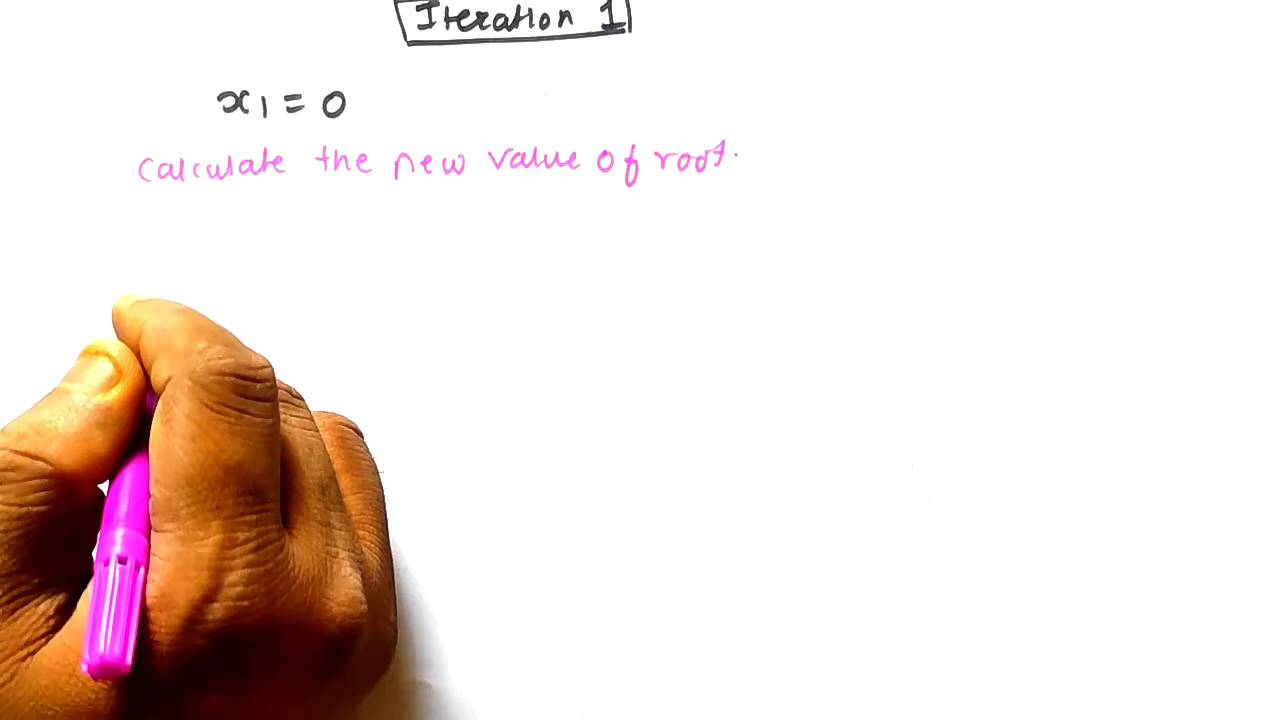 Iteration 1
x1 = 0
Calculate the new value of root.